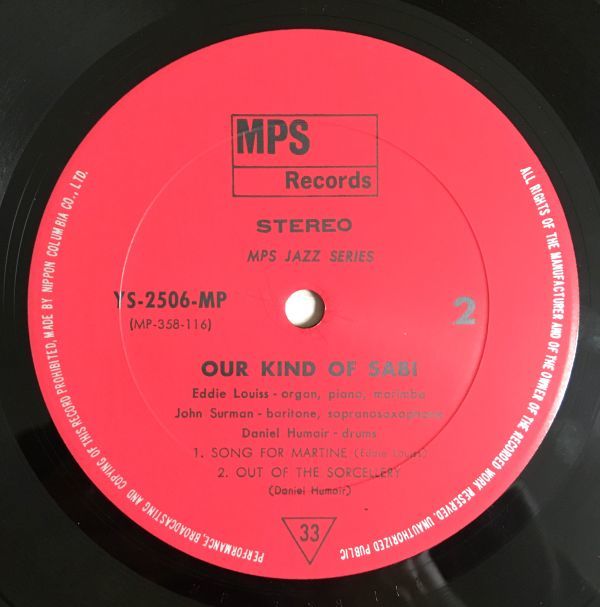 MPS
Records
STEREO
MPS JAZZ SERIES
YS-2506-MP
(MP-358-116)
2
OUR KIND OF SABI
Eddie Louiss - organ, piano, marimba
John Surman - baritone, sopranosaxophone
Daniel Humair - drums
1. SONG FOR MARTINE (Eddie Louiss)
2. OUT OF THE SORCELLERY
(Daniel Humair)
33
ALL RIGHTS OF THE MANUFACTURER AND OF THE OWNER OF THE RECORDED WORK RESERVED. UNAUTHORIZED PUBLIC
PERFORMANCE, BROADCASTING AND COPYING OF THIS RECORD PROHIBITED, MADE BY NIPPON COLUMBIA CO., LTD.